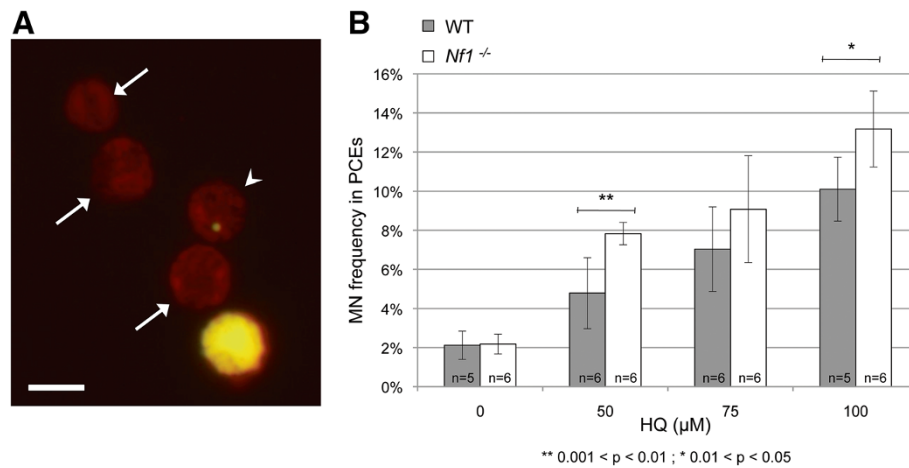 A
B
WT
Nf1 -/-
MN frequency in PCEs
16%
14%
12%
10%
8%
6%
4%
2%
0%
**
*
n=5 n=6 n=6 n=6 n=6 n=6 n=5 n=6
0 50 75 100
HQ (µM)
** 0.001 < p < 0.01 ; * 0.01 < p < 0.05